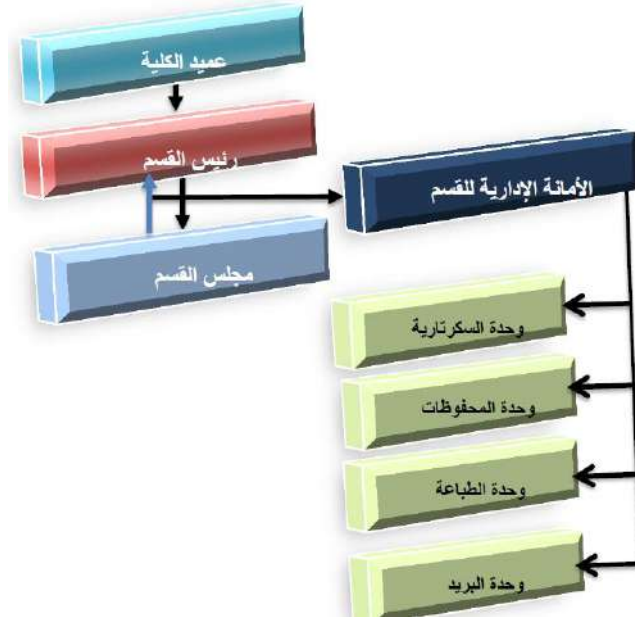 عميد الكلية
رئيس القسم
الأمانة الإدارية للقسم
مجلس القسم
وحدة السكرتارية
وحدة المحفوظات
وحدة الطباعة
وحدة البريد